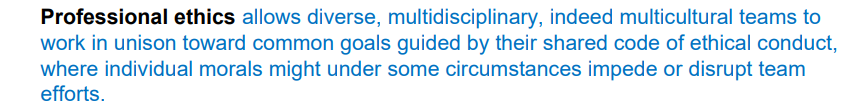 Professional ethics allows diverse, multidisciplinary, indeed multicultural teams to
work in unison toward common goals guided by their shared code of ethical conduct,
where individual morals might under some circumstances impede or disrupt team
efforts.